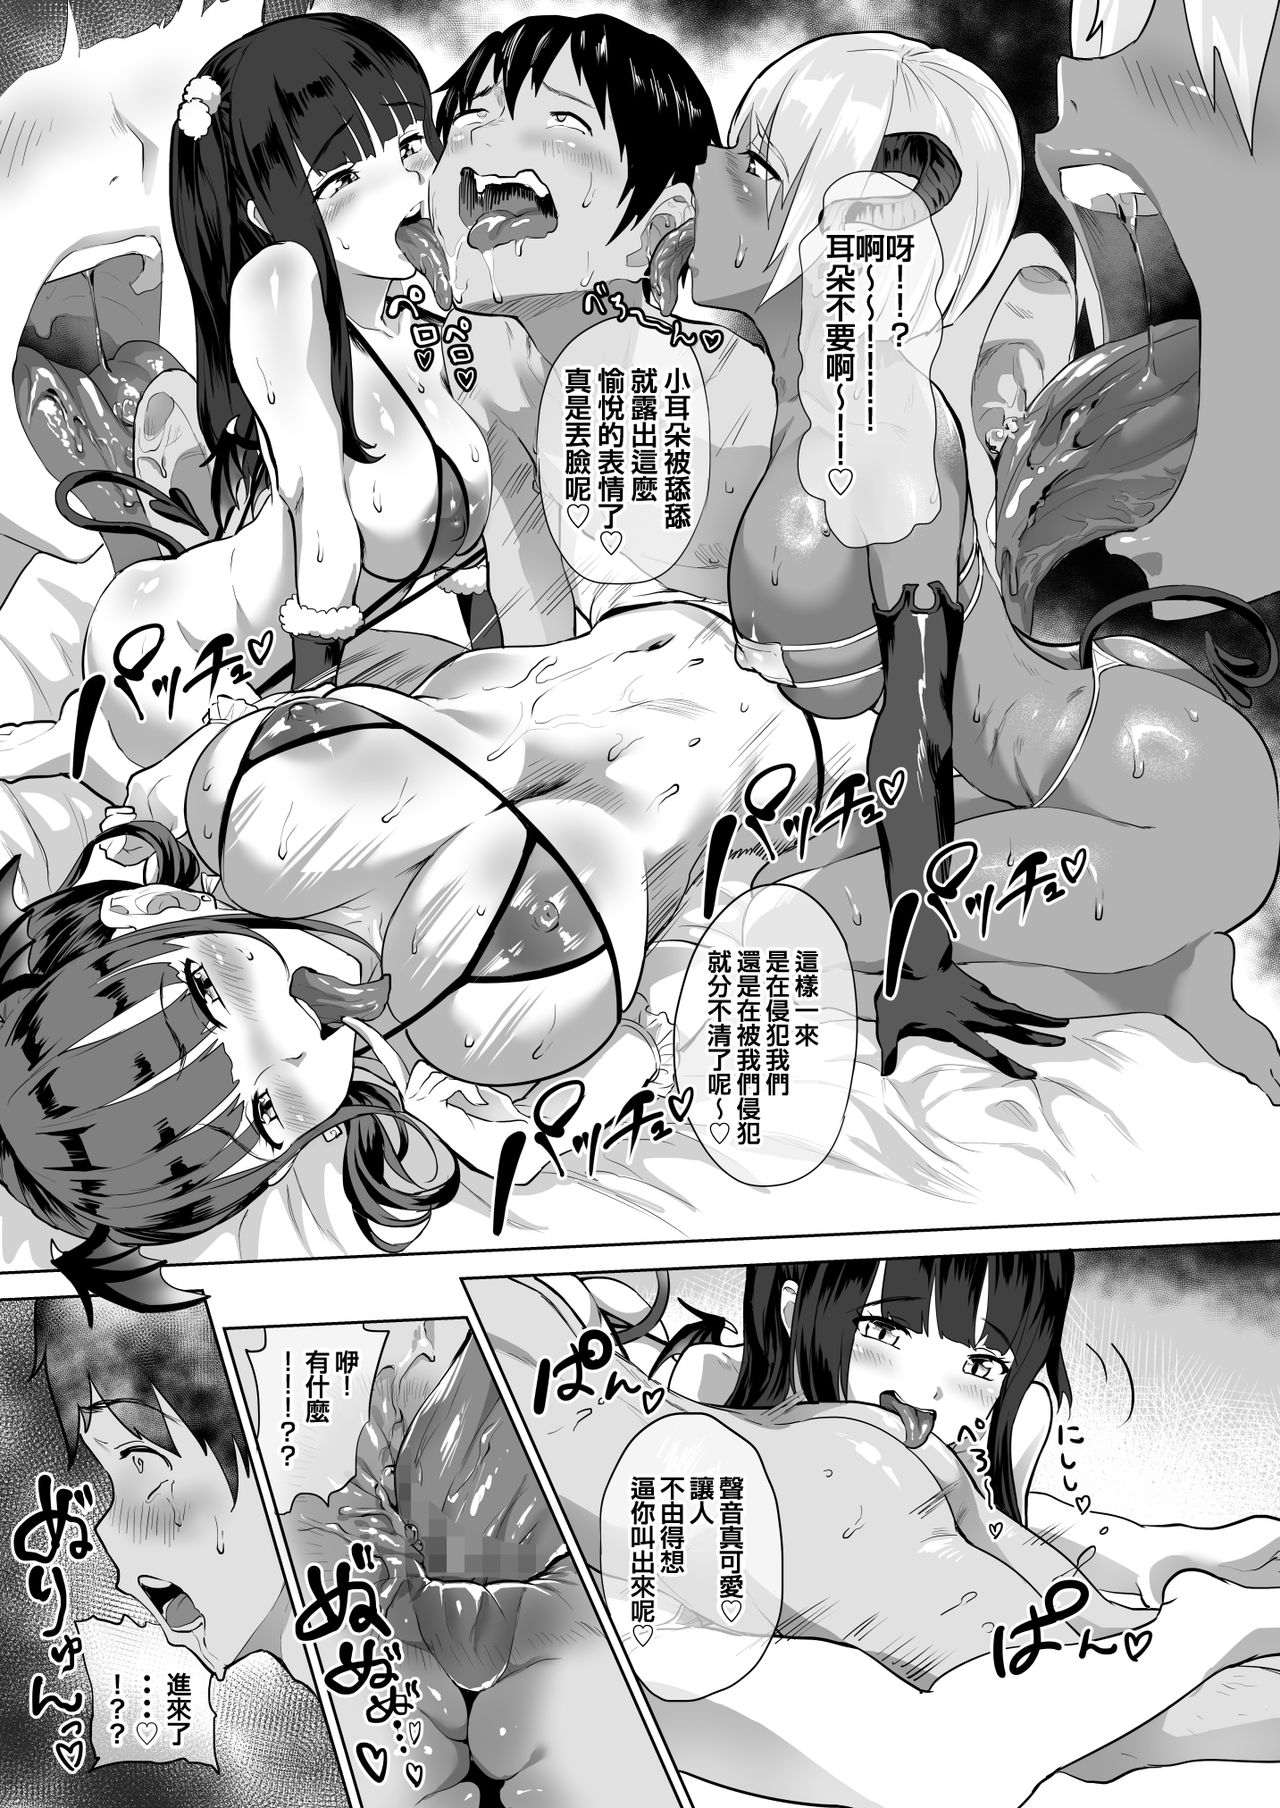 呀!!?
啊啊~~!!!!!
耳朵不要啊~!!♡
小耳朵被舔舔
就露出這麼
愉悅的表情了♡
真是丟臉呢♡
べろ~~ん♡
ペロ♡
ペロ♡
パッチュ♡
パッチュ♡
パッチュ♡
パッチュ♡
這樣一來
是在侵犯我們
還是在被我們侵犯
就分不清了呢~♡
ぱん♡
ぺろ~♡
にししし♡
聲音真可愛♡
讓人
不由得想
逼你叫出來呢♡
ぱん♡
咿!
有什麼
!!!!??
ぬぬぬぬ…♡
ぬりゅんっ♡
進來了
……♡
!??